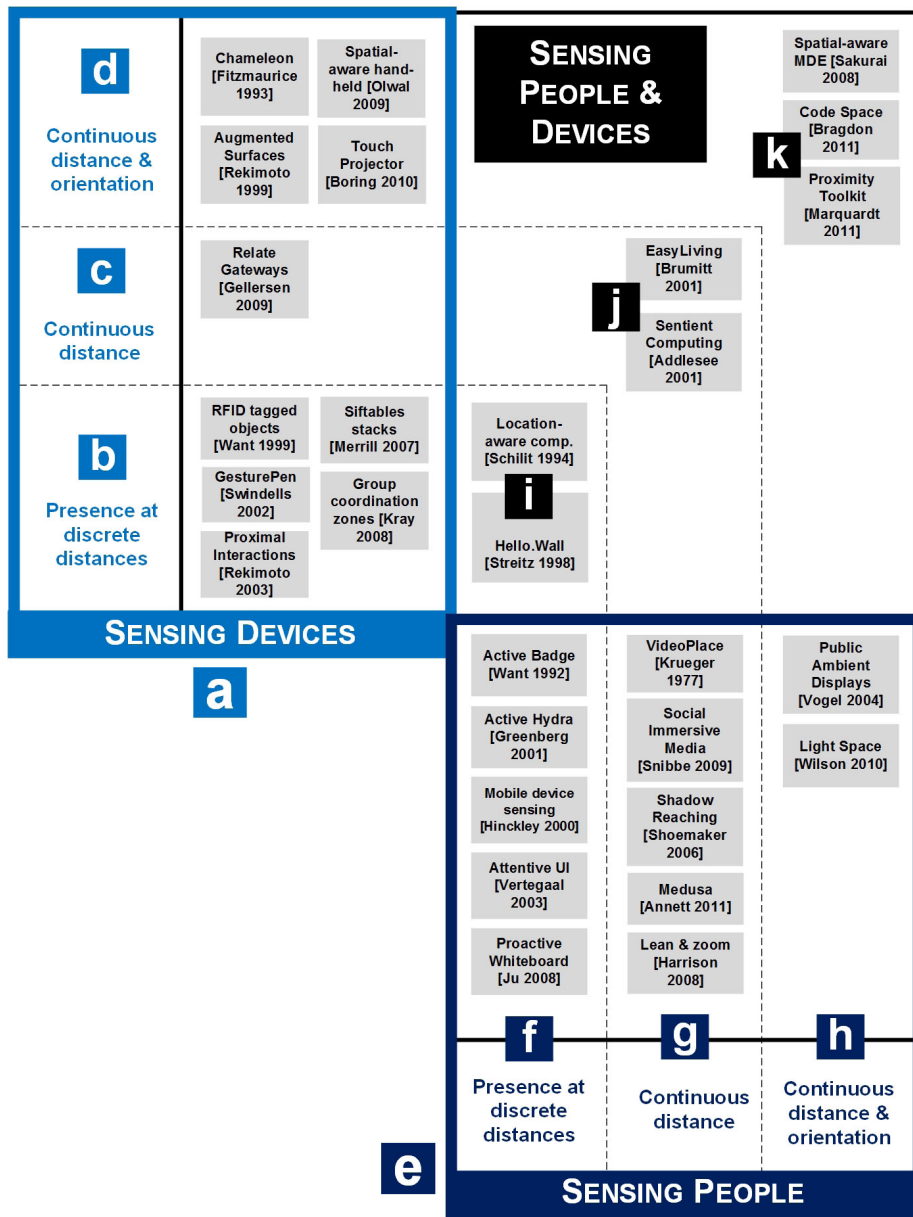 d
Continuous
distance &
orientation
Chameleon
[Fitzmaurice
1993]
Spatial-
aware hand-
held [Olwal
2009]
Augmented
Surfaces
[Rekimoto
1999]
Touch
Projector
[Boring 2010]
SENSING
PEOPLE &
DEVICES
Spatial-aware
MDE [Sakurai
2008]
Code Space
[Bragdon
2011]
k
Proximity
Toolkit
[Marquardt
2011]
c
Continuous
distance
Relate
Gateways
[Gellersen
2009]
EasyLiving
[Brumitt
2001]
j
Sentient
Computing
[Addlesee
2001]
b
Presence at
discrete
distances
RFID tagged
objects
[Want 1999]
Siftables
stacks
[Merrill 2007]
GesturePen
[Swindells
2002]
Group
coordination
zones [Kray
2008]
Proximal
Interactions
[Rekimoto
2003]
Location-
aware comp.
[Schilit 1994]
i
Hello.Wall
[Streitz 1998]
SENSING DEVICES
a
Active Badge
[Want 1992]
Active Hydra
[Greenberg
2001]
Mobile device
sensing
[Hinckley 2000]
Attentive UI
[Vertegaal
2003]
Proactive
Whiteboard
[Ju 2008]
VideoPlace
[Krueger
1977]
Social
Immersive
Media
[Snibbe 2009]
Shadow
Reaching
[Shoemaker
2006]
Medusa
[Annett 2011]
Lean & zoom
[Harrison
2008]
Public
Ambient
Displays
[Vogel 2004]
Light Space
[Wilson 2010]
f
Presence at
discrete
distances
g
Continuous
distance
h
Continuous
distance &
orientation
e
SENSING PEOPLE